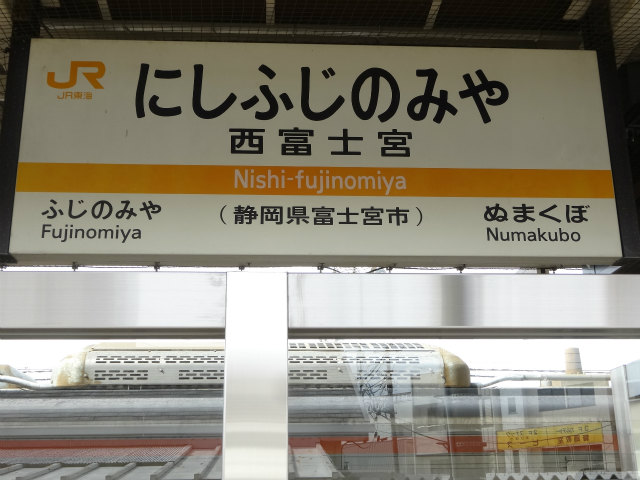 JR
JR東海
にしふじのみや
西富士宮
Nishi-fujinomiya
ふじのみや
Fujinomiya
（静岡県富士宮市）
ぬまくぼ
Numakubo